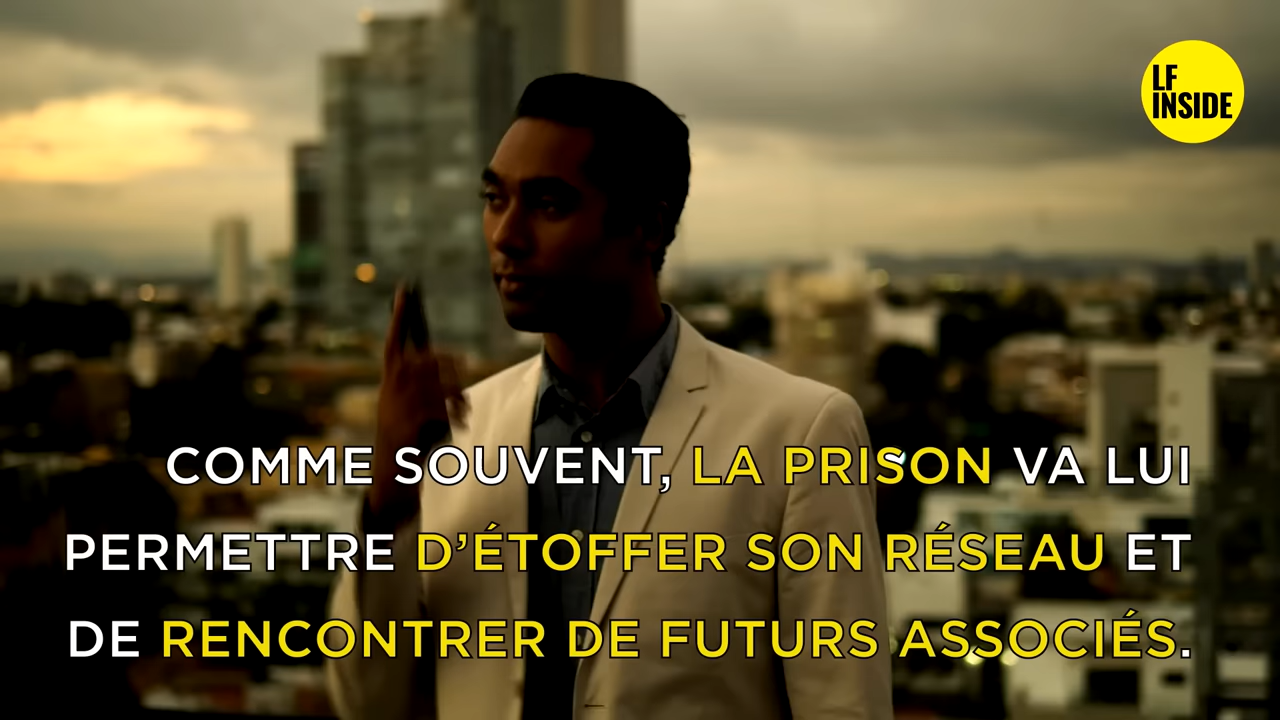 LF
INSIDE
COMME SOUVENT, LA PRISON VA LUI
PERMETTRE D’ÉTOFFER SON RÉSEAU ET
DE RENCONTRER DE FUTURS ASSOCIÉS.